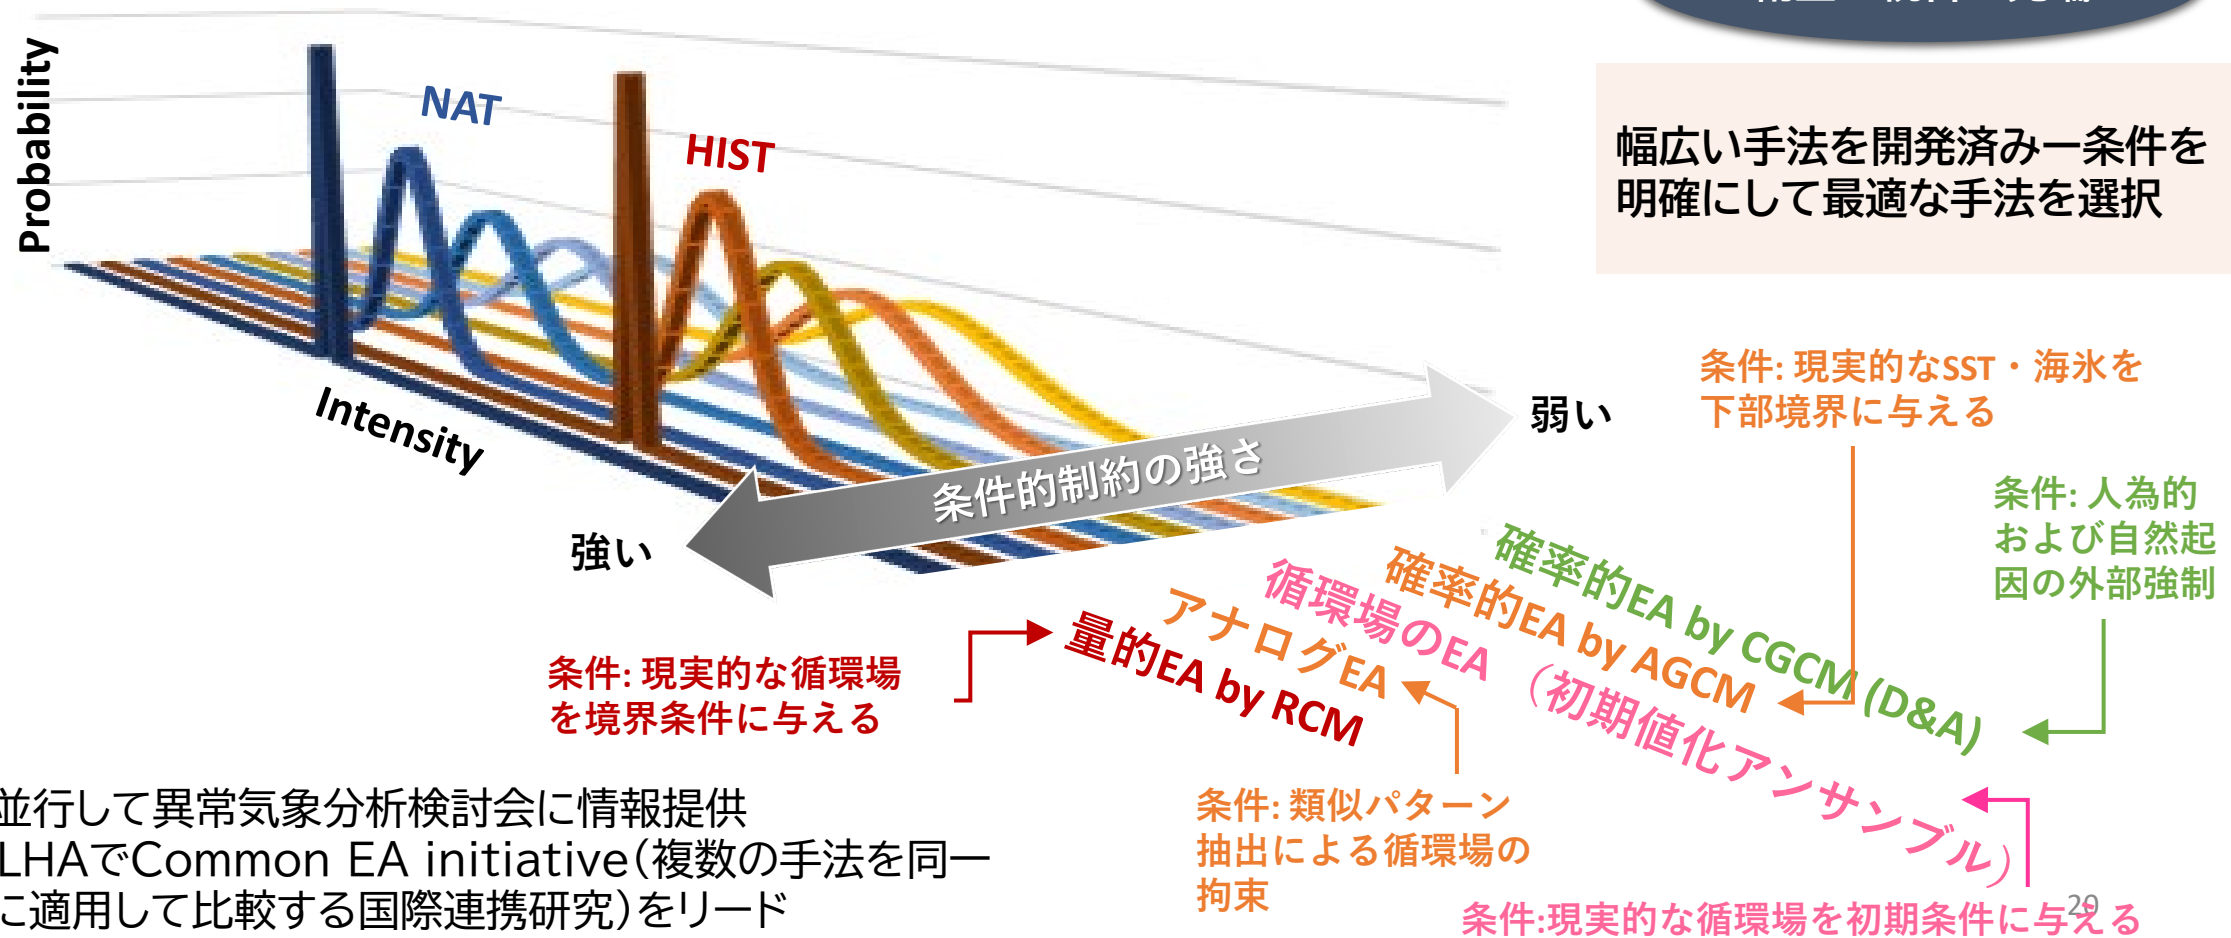 Probability
NAT
HIST
Intensity
幅広い手法を開発済みー条件を
明確にして最適な手法を選択
弱い
条件的制約の強さ
強い
条件: 現実的なSST・海氷を
下部境界に与える
条件: 人為的
および自然起
因の外部強制
確率的EA by CGCM (D&A)
確率的EA by AGCM
循環場のEA （初期値化アンサンブル）
アナログEA
量的EA by RCM
条件: 現実的な循環場
を境界条件に与える
条件: 類似パターン
抽出による循環場の
拘束
条件:現実的な循環場を初期条件に与える
並行して異常気象分析検討会に情報提供
LHAでCommon EA initiative（複数の手法を同一
に適用して比較する国際連携研究）をリード
20